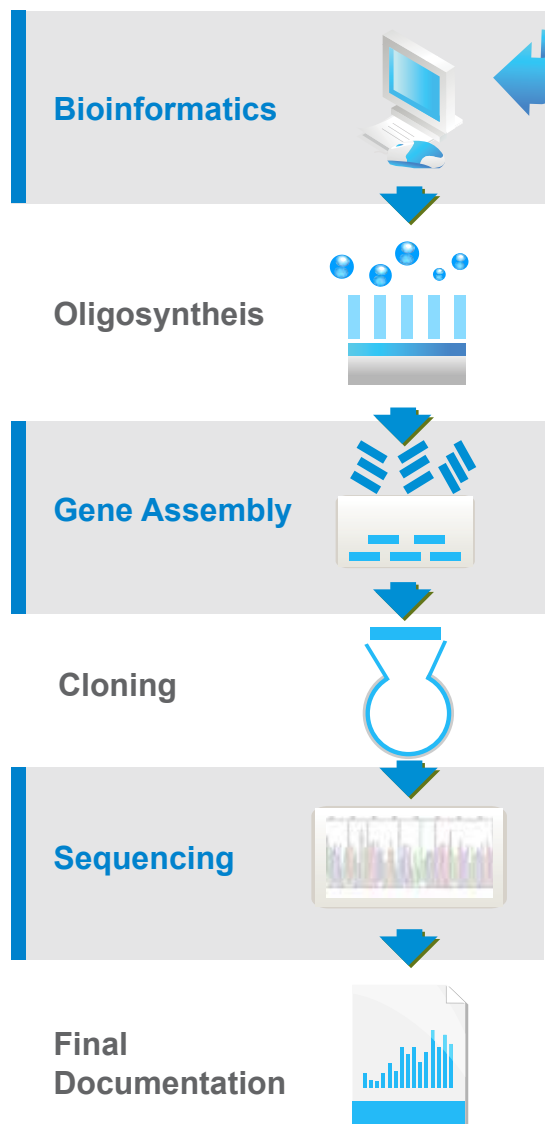 Bioinformatics
Oligosyntheis
Gene Assembly
Cloning
Sequencing
Final
Documentation